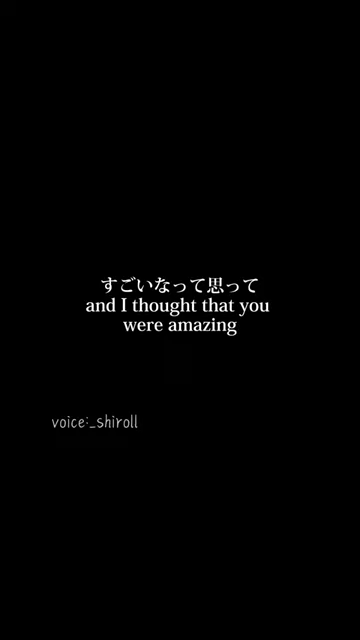 すごいなって思って
and I thought that you
were amazing
voice:_shiroll